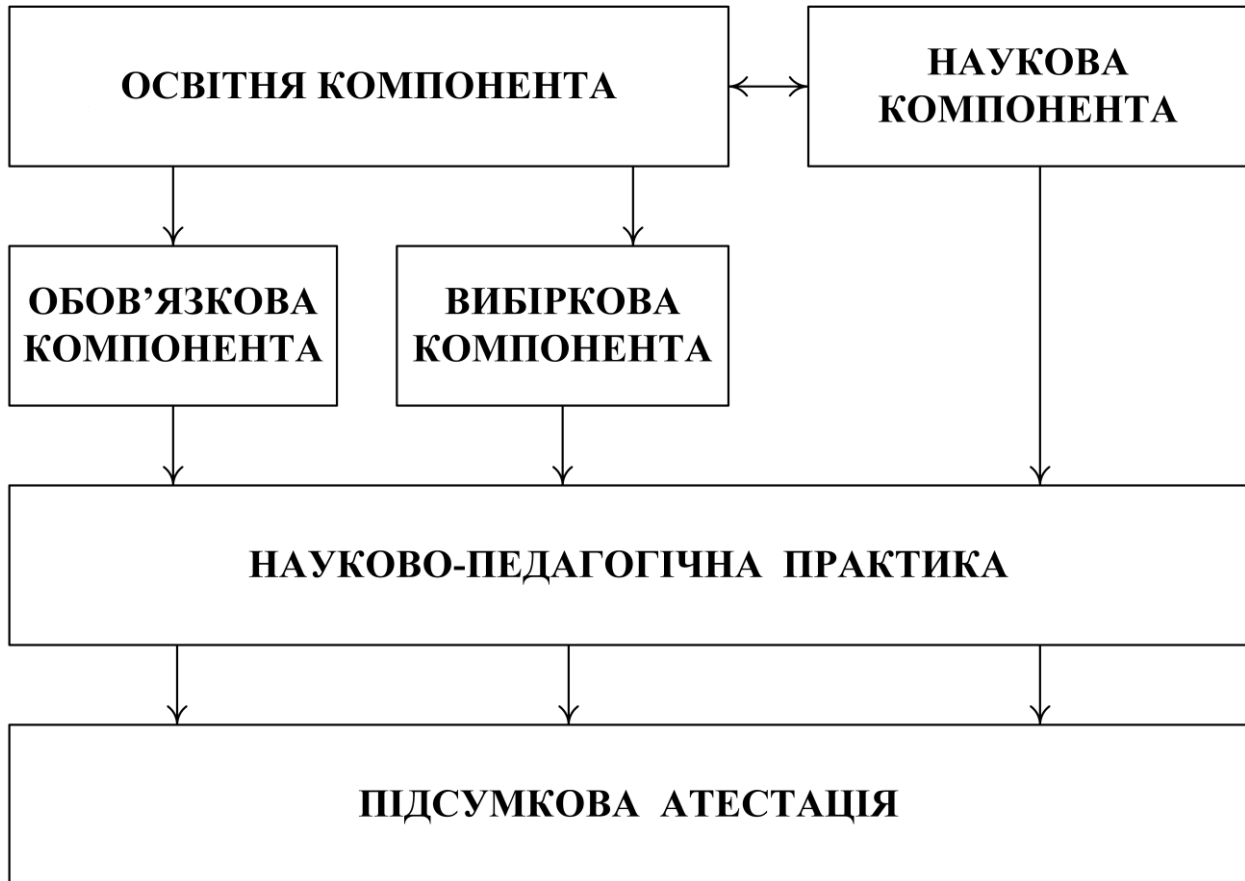 ОСВІТНЯ КОМПОНЕНТА
НАУКОВА
КОМПОНЕНТА
ОБОВ’ЯЗКОВА
КОМПОНЕНТА
ВИБІРКОВА
КОМПОНЕНТА
НАУКОВО-ПЕДАГОГІЧНА ПРАКТИКА
ПІДСУМКОВА АТЕСТАЦІЯ